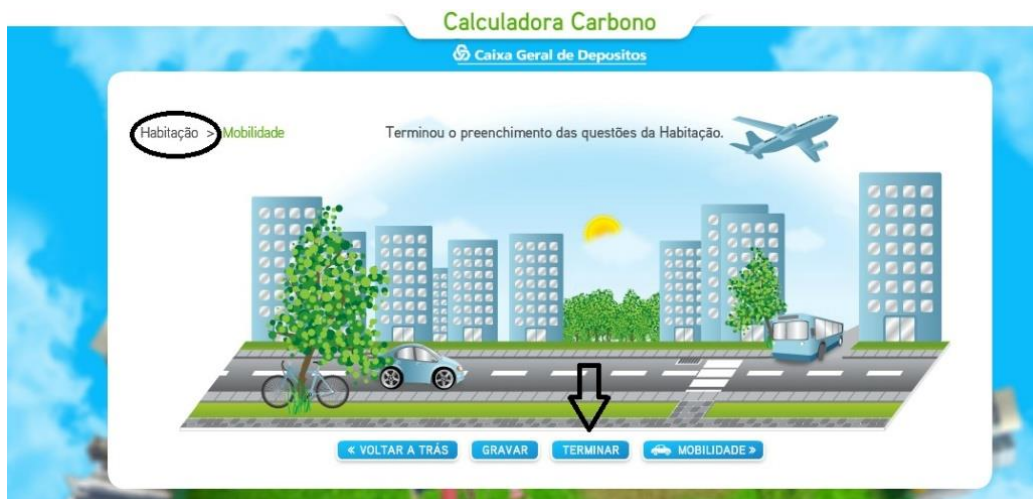 Calculadora Carbono
Caixa Geral de Depositos
Habitação > Mobilidade
Terminou o preenchimento das questões da Habitação.
« VOLTAR A TRÁS
GRAVAR
TERMINAR
MOBILIDADE »